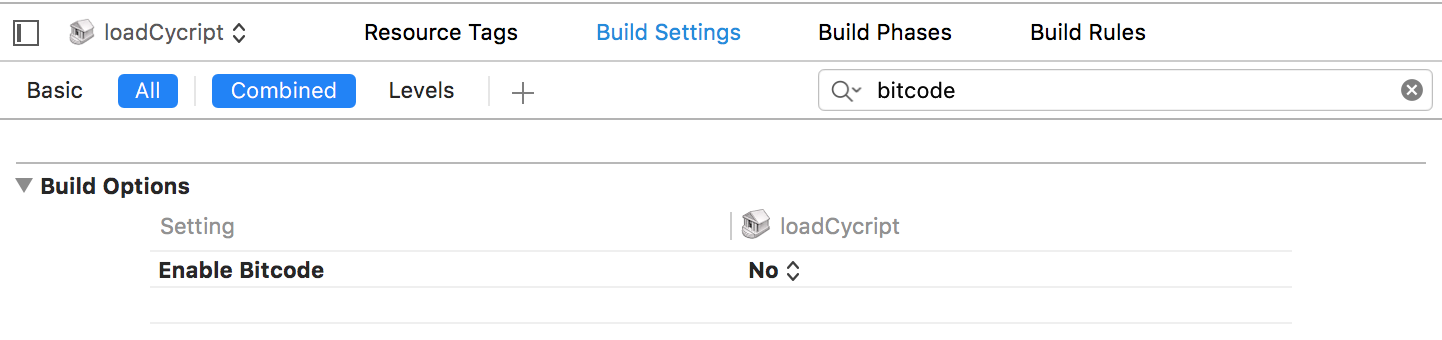 loadCycript Resource Tags Build Settings Build Phases Build Rules
Basic All Combined Levels bitcode
Build Options
Setting loadCycript
Enable Bitcode No